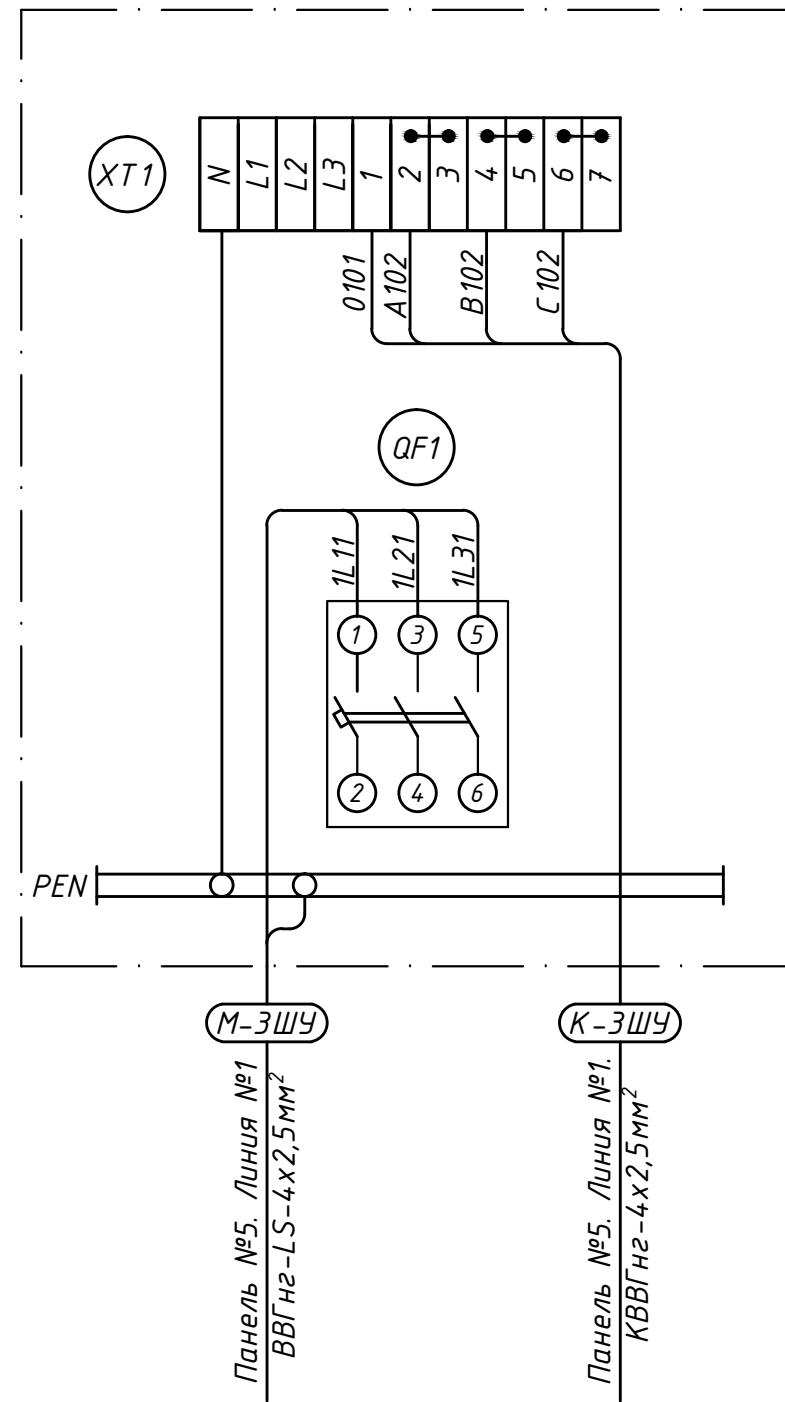 XT1
N
L1
L2
L3
1
2
3
4
5
6
7
0101
A102
B102
C102
QF1
1L11
1L21
1L31
1
3
5
2
4
6
PEN
М-ЗШУ
К-ЗШУ
Панель №5. Линия №1
ВВГнг-LS-4x2,5мм²
Панель №5. Линия №1.
КВВГнг-4x2,5мм²